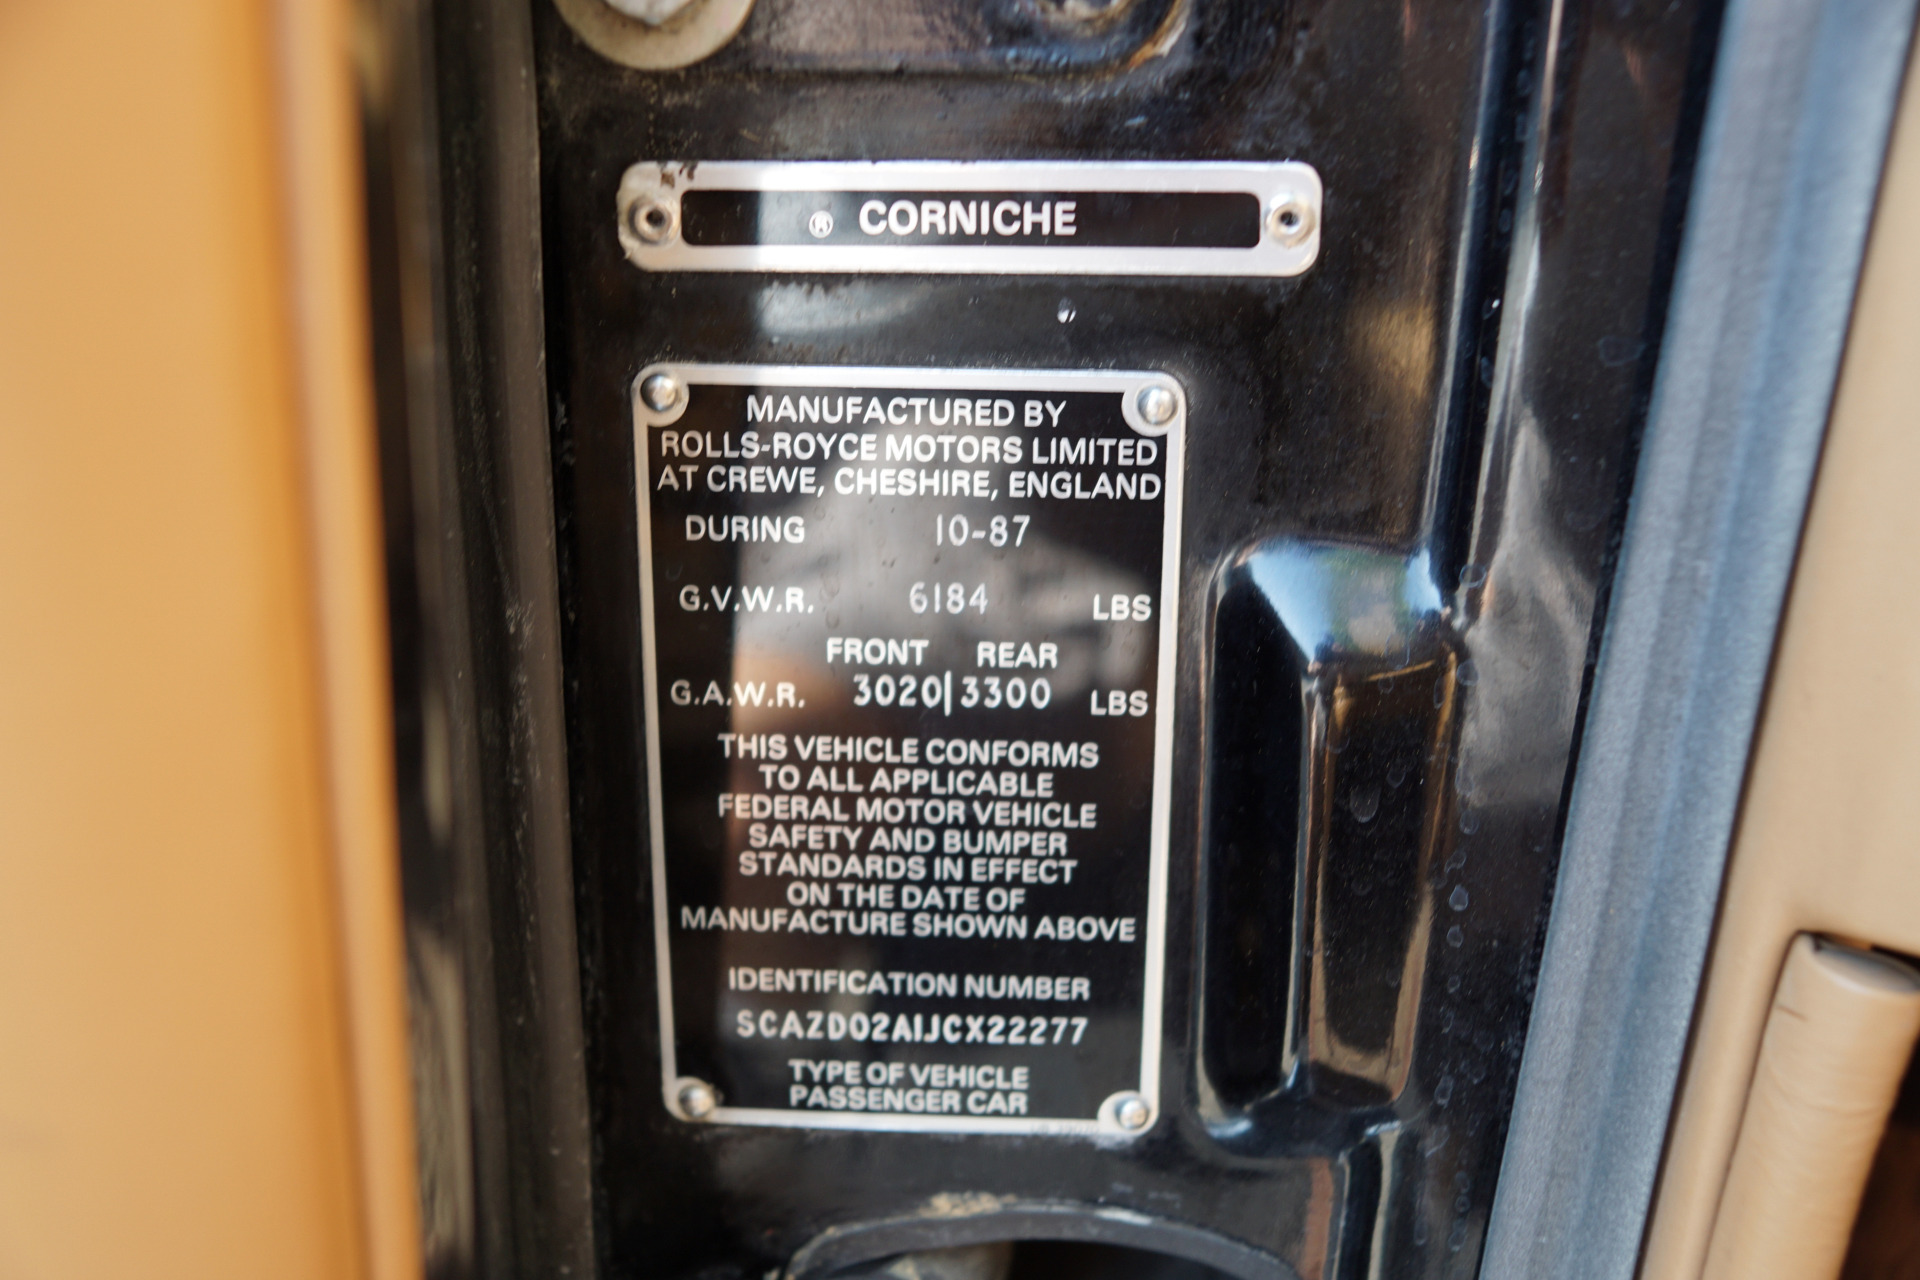 ® CORNICHE
MANUFACTURED BY
ROLLS-ROYCE MOTORS LIMITED
AT CREWE, CHESHIRE, ENGLAND
DURING 10-87
G.V.W.R. 6184 LBS
FRONT REAR
G.A.W.R. 3020|3300 LBS
THIS VEHICLE CONFORMS
TO ALL APPLICABLE
FEDERAL MOTOR VEHICLE
SAFETY AND BUMPER
STANDARDS IN EFFECT
ON THE DATE OF
MANUFACTURE SHOWN ABOVE
IDENTIFICATION NUMBER
SCAZD02A1JCX22277
TYPE OF VEHICLE
PASSENGER CAR